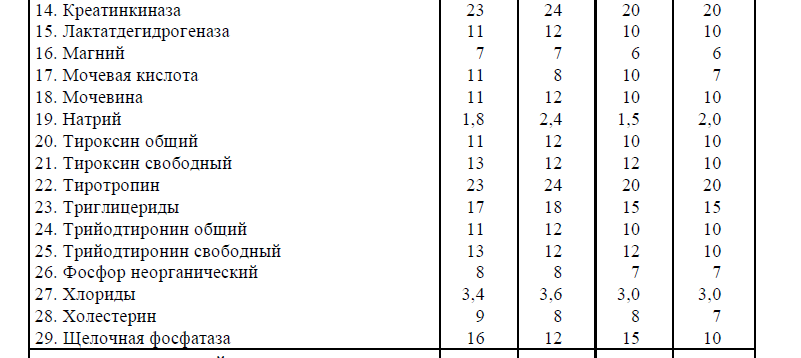 14. Креатинкиназа 23 24 20 20
15. Лактатдегидрогеназа 11 12 10 10
16. Магний 7 7 6 6
17. Мочевая кислота 11 8 10 7
18. Мочевина 11 12 10 10
19. Натрий 1,8 2,4 1,5 2,0
20. Тироксин общий 11 12 10 10
21. Тироксин свободный 13 12 12 10
22. Тиротропин 23 24 20 20
23. Триглицериды 17 18 15 15
24. Трийодтиронин общий 11 12 10 10
25. Трийодтиронин свободный 13 12 12 10
26. Фосфор неорганический 8 8 7 7
27. Хлориды 3,4 3,6 3,0 3,0
28. Холестерин 9 8 8 7
29. Щелочная фосфатаза 16 12 15 10